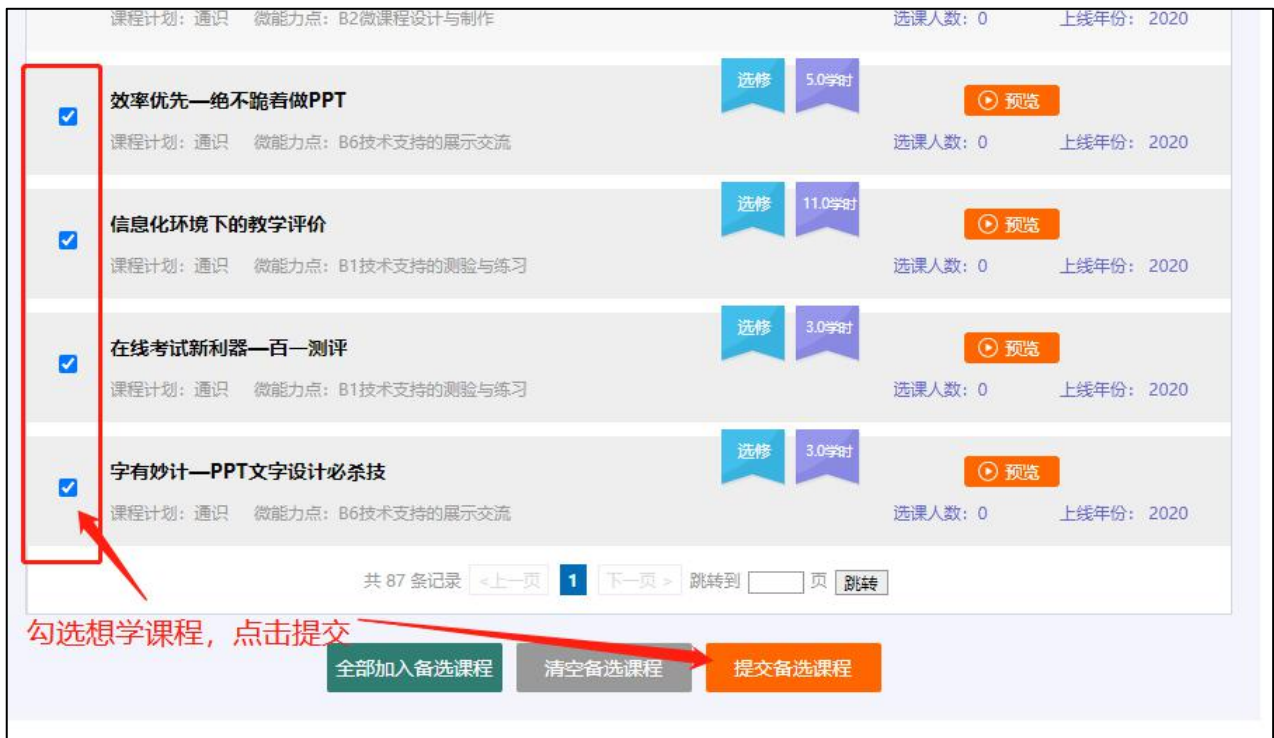 课程计划：通识 微能力点：B2微课程设计与制作 选课人数：0 上线年份： 2020
选修 5.0学时
效率优先—绝不跪着做PPT 预览
课程计划：通识 微能力点：B6技术支持的展示交流 选课人数：0 上线年份： 2020
选修 11.0学时
信息化环境下的教学评价 预览
课程计划：通识 微能力点：B1技术支持的测验与练习 选课人数：0 上线年份： 2020
选修 3.0学时
在线考试新利器—百一测评 预览
课程计划：通识 微能力点：B1技术支持的测验与练习 选课人数：0 上线年份： 2020
选修 3.0学时
字有妙计—PPT文字设计必杀技 预览
课程计划：通识 微能力点：B6技术支持的展示交流 选课人数：0 上线年份： 2020
共 87 条记录 <上一页 1 下一页 > 跳转到 页 跳转
勾选想学课程，点击提交
全部加入备选课程 清空备选课程 提交备选课程